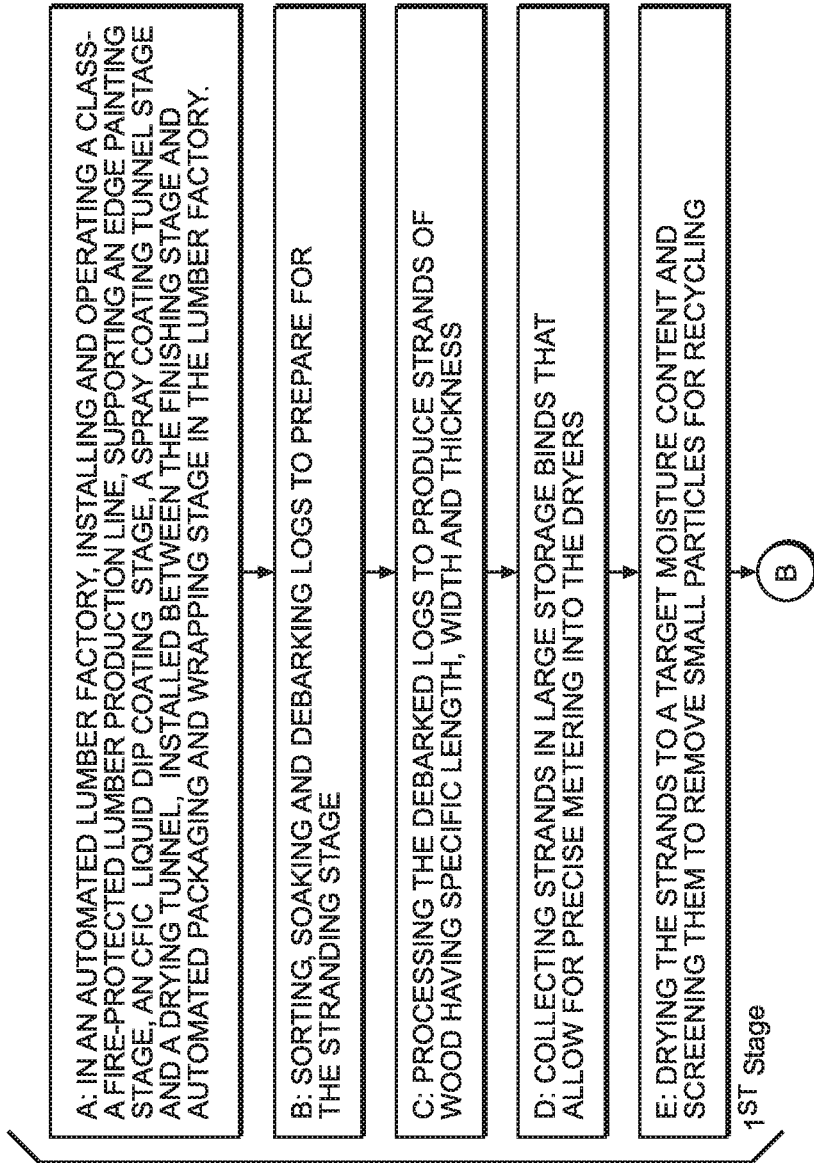 A: IN AN AUTOMATED LUMBER FACTORY, INSTALLING AND OPERATING A CLASS-
A FIRE-PROTECTED LUMBER PRODUCTION LINE, SUPPORTING AN EDGE PAINTING
STAGE, AN CFIC LIQUID DIP COATING STAGE, A SPRAY COATING TUNNEL STAGE
AND A DRYING TUNNEL, INSTALLED BETWEEN THE FINISHING STAGE AND
AUTOMATED PACKAGING AND WRAPPING STAGE IN THE LUMBER FACTORY.
B: SORTING, SOAKING AND DEBARKING LOGS TO PREPARE FOR
THE STRANDING STAGE
C: PROCESSING THE DEBARKED LOGS TO PRODUCE STRANDS OF
WOOD HAVING SPECIFIC LENGTH, WIDTH AND THICKNESS
D: COLLECTING STRANDS IN LARGE STORAGE BINDS THAT
ALLOW FOR PRECISE METERING INTO THE DRYERS
E: DRYING THE STRANDS TO A TARGET MOISTURE CONTENT AND
SCREENING THEM TO REMOVE SMALL PARTICLES FOR RECYCLING
1ST Stage
B